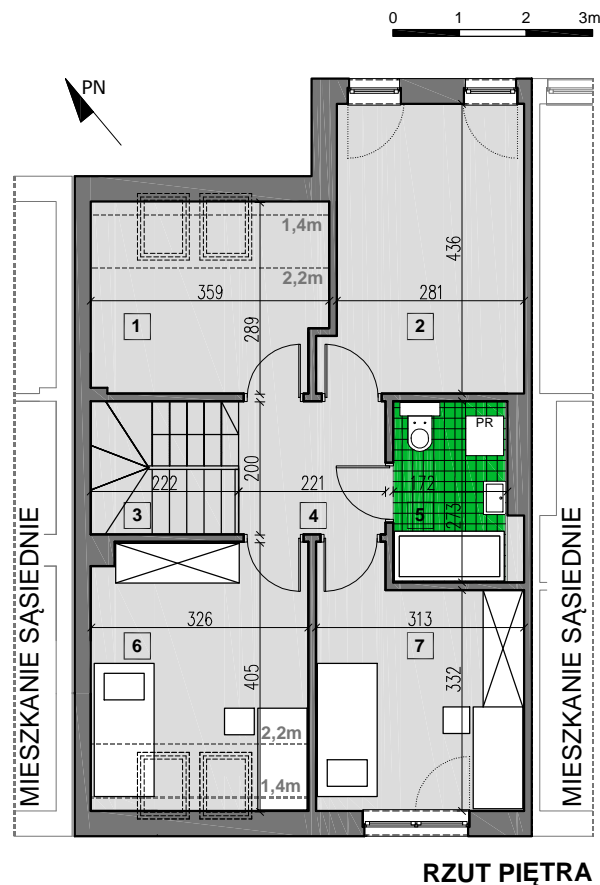 0 1 2 3m
PN
1,4m
2,2m
359
281
436
289
1
2
PR
222
200
221
172
3
4
5
273
MIESZKANIE SĄSIEDNIE
MIESZKANIE SĄSIEDNIE
326
313
6
7
405
332
2,2m
1,4m
RZUT PIĘTRA